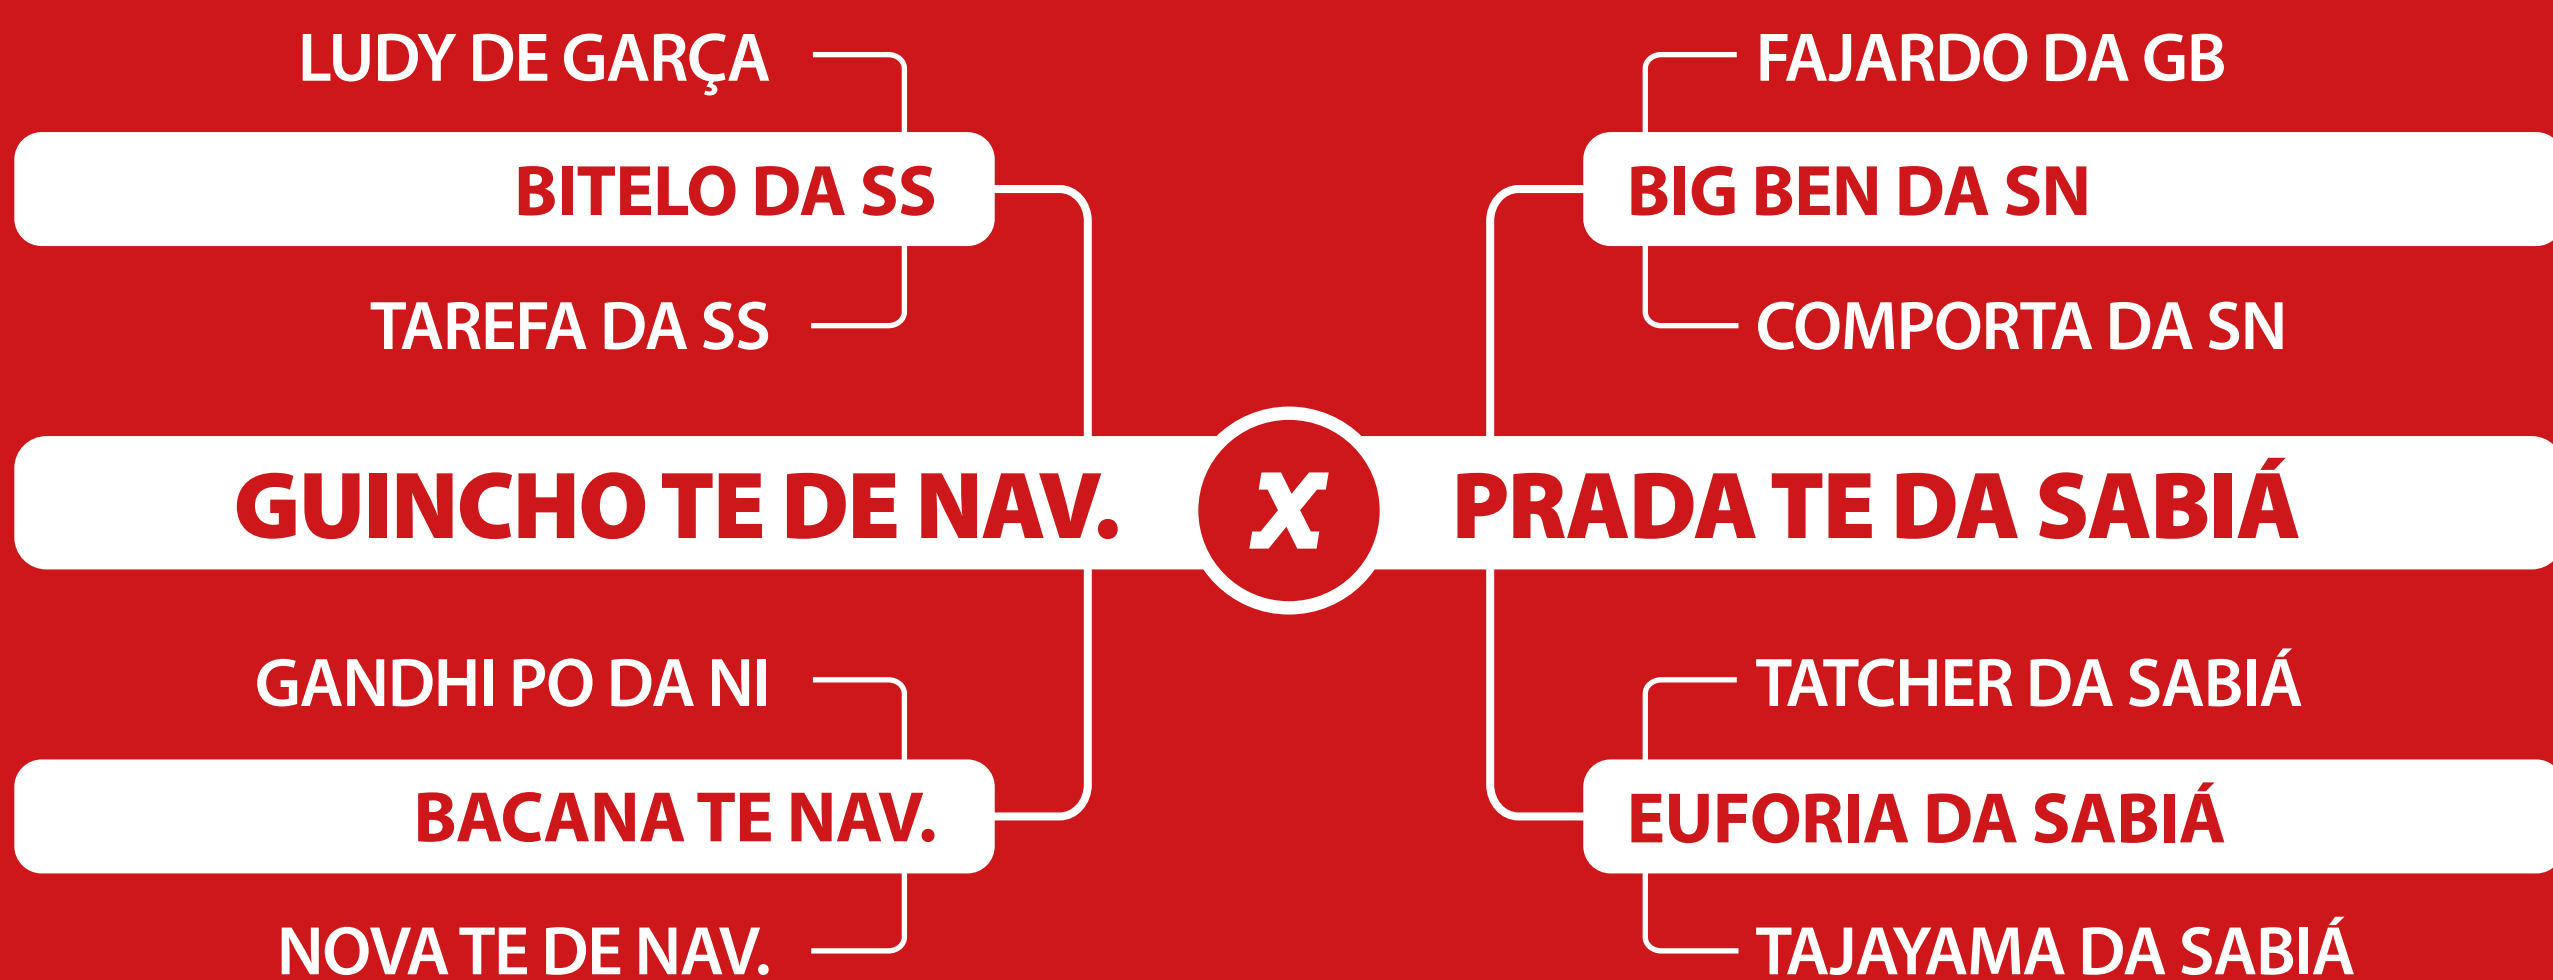 LUDY DE GARÇA
BITELO DA SS
TAREFA DA SS
GUINCHO TE DE NAV.
GANDHI PO DA NI
BACANA TE NAV.
NOVA TE DE NAV.
X
FAJARDO DA GB
BIG BEN DA SN
COMPORTA DA SN
PRADA TE DA SABIÁ
TATCHER DA SABIÁ
EUFORIA DA SABIÁ
TAJAYAMA DA SABIÁ